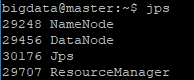 bigdata@master:~$ jps
29248 NameNode
29456 DataNode
30176 Jps
29707 ResourceManager